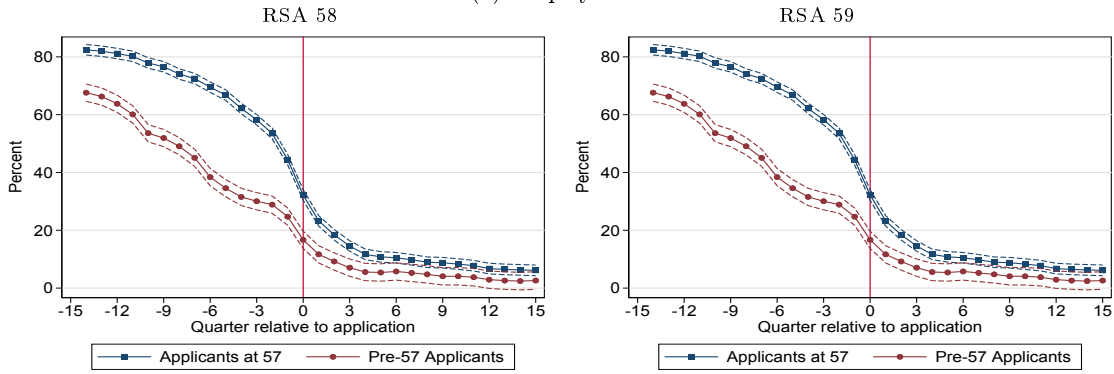 RSA 58
RSA 59
80
60
40
20
0
Percent
-15 -12 -9 -6 -3 0 3 6 9 12 15
Quarter relative to application
Applicants at 57 Pre-57 Applicants
80
60
40
20
0
Percent
-15 -12 -9 -6 -3 0 3 6 9 12 15
Quarter relative to application
Applicants at 57 Pre-57 Applicants